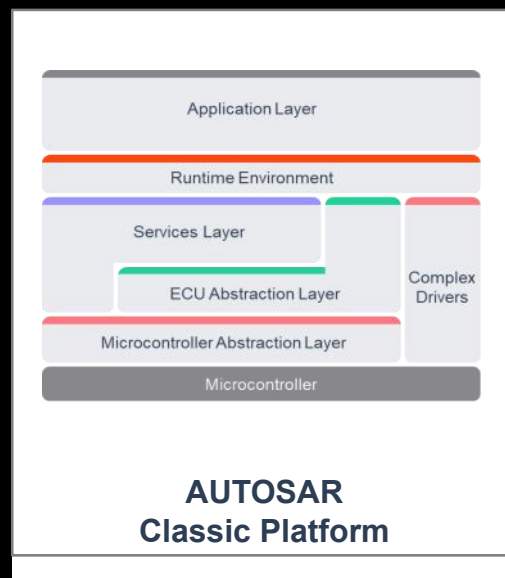 Application Layer
Runtime Environment
Services Layer
ECU Abstraction Layer
Complex
Drivers
Microcontroller Abstraction Layer
Microcontroller
AUTOSAR
Classic Platform